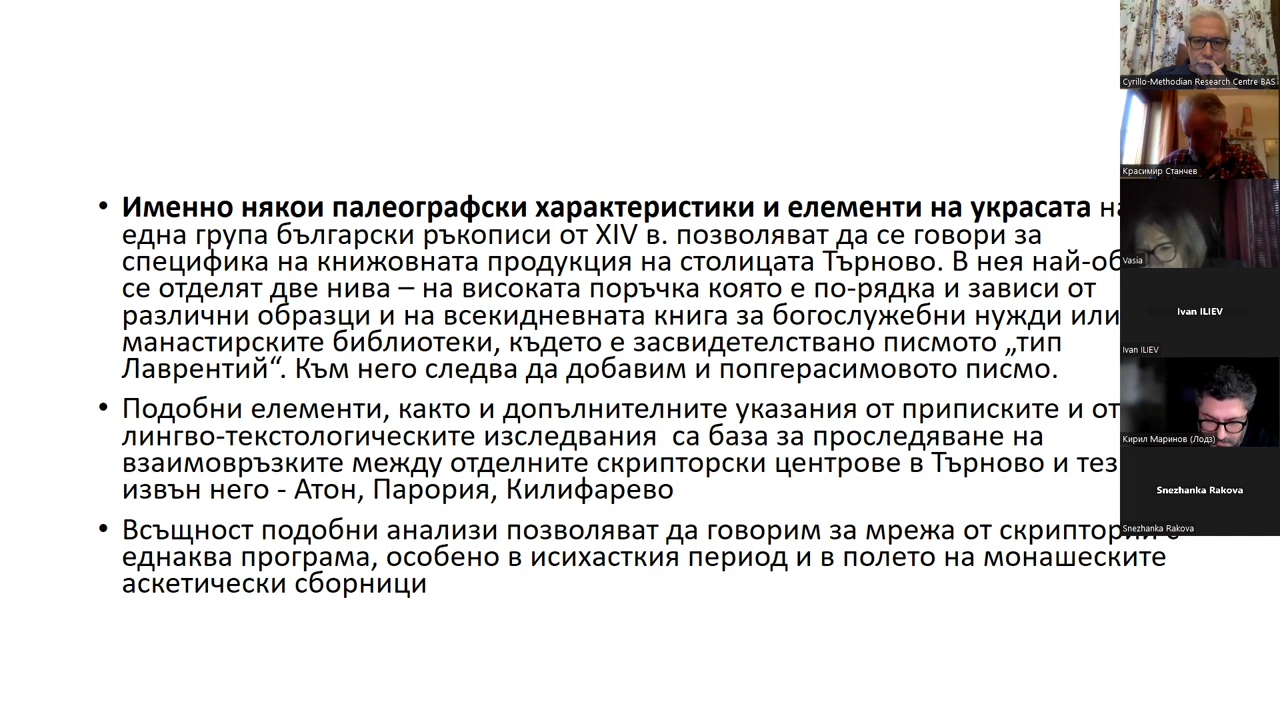 • Именно някои палеографски характеристики и елементи на украсата
една група български ръкописи от XIV в. позволяват да се говори за
специфика на книжовната продукция на столицата Търново. В нея
се отделят две нива – на високата поръчка която е по-рядка и зависи от
различни образци и на всекидневната книга за богослужебни нужди или
манастирските библиотеки, където е засвидетелствано писмото „тип
Лаврентий“. Към него следва да добавим и попгерасимовото писмо.
• Подобни елементи, както и допълнителните указания от приписките и от
лингво-текстологическите изследвания са база за проследяване на
взаимовръзките между отделните скрипторски центрове в Търново и
извън него - Атон, Парория, Килифарево
• Всъщност подобни анализи позволяват да говорим за мрежа от
еднаква програма, особено в исихасткия период и в полето на монашеските
аскетически сборници
Cyrillo-Methodian Research Centre BAS
Красимир Станчев
Vasia
Ivan ILIEV
Ivan ILIEV
Кирил Маринов (Лодз)
Snezhanka Rakova
Snezhanka Rakova